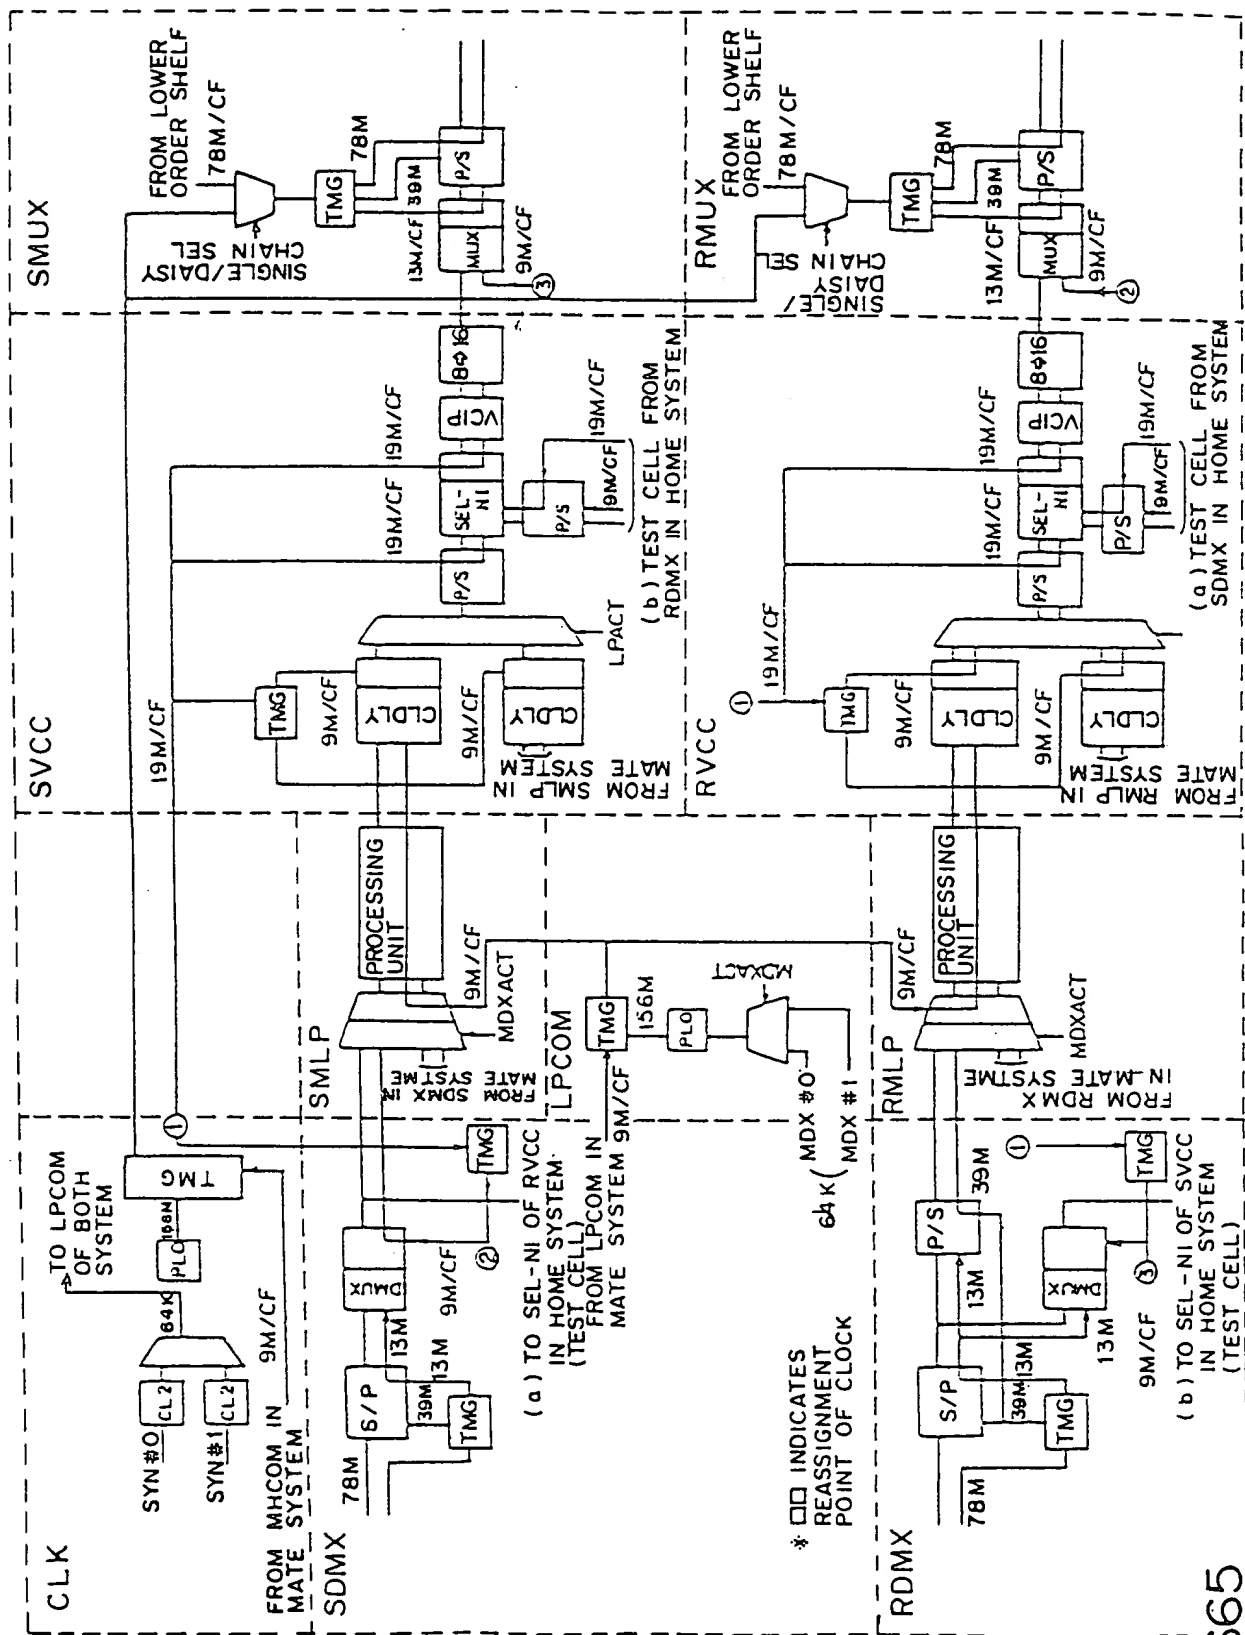 CLK
SYN#0
SYN#1
CL2
CL2
64K
TO LPCOM
OF BOTH
SYSTEM
PLO
TMG
①
9M/CF
FROM MHCOM IN
MATE SYSTEM
19M/CF
SDMX
78M
S/P
39M
13M
13M
TMG
DMUX
9M/CF
②
TMG
(a) TO SEL-NI OF RVCC
IN HOME SYSTEM
(TEST CELL)
SMLP
FROM SDMX IN
MATE SYSTME
MDXACT
PROCESSING
UNIT
9M/CF
LPCOM
FROM LPCOM IN
MATE SYSTEM 9M/CF
TMG
156M
PLO
MDXACT
64K
MDX #0
MDX #1
* □□ INDICATES
REASSIGNMENT
POINT OF CLOCK
RDMX
78M
S/P
39M
13M
TMG
P/S
13M
39M
DMUX
13M
9M/CF
③
①
TMG
(b) TO SEL-NI OF SVCC
IN HOME SYSTEM
(TEST CELL)
RMLP
FROM RDMX
IN MATE SYSTME
MDXACT
PROCESSING
UNIT
9M/CF
SVCC
TMG
9M/CF
CLDLY
9M/CF
CLDLY
FROM SMLP IN
MATE SYSTEM
LPACT
P/S
19M/CF
SEL-
NI
19M/CF
VCIP
8⇨16
P/S
19M/CF
9M/CF
(b) TEST CELL FROM
RDMX IN HOME SYSTEM
RVCC
①
19M/CF
TMG
9M/CF
CLDLY
9M/CF
CLDLY
FROM RMLP IN
MATE SYSTEM
P/S
19M/CF
SEL-
NI
19M/CF
VCIP
8⇨16
P/S
19M/CF
19M/CF
(a) TEST CELL FROM
SDMX IN HOME SYSTEM
SMUX
FROM LOWER
ORDER SHELF
78M/CF
SINGLE/DAISY
CHAIN SEL
TMG
78M
39M
13M/CF
MUX
P/S
9M/CF
③
RMUX
FROM LOWER
ORDER SHELF
78M/CF
SINGLE/
DAISY
CHAIN SEL
TMG
78M
39M
13M/CF
MUX
P/S
9M/CF
②